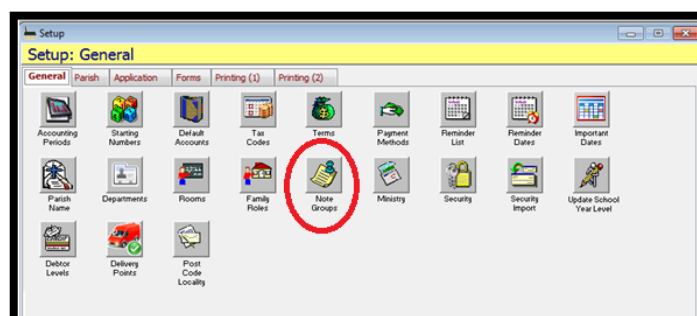 Setup
Setup: General
General Parish Application Forms Printing (1) Printing (2)
Accounting Periods
Starting Numbers
Default Accounts
Tax Codes
Terms
Payment Methods
Reminder List
Reminder Dates
Important Dates
Parish Name
Departments
Rooms
Family Roles
Note Groups
Ministry
Security
Security Import
Update School Year Level
Debtor Levels
Delivery Points
Post Code Locality